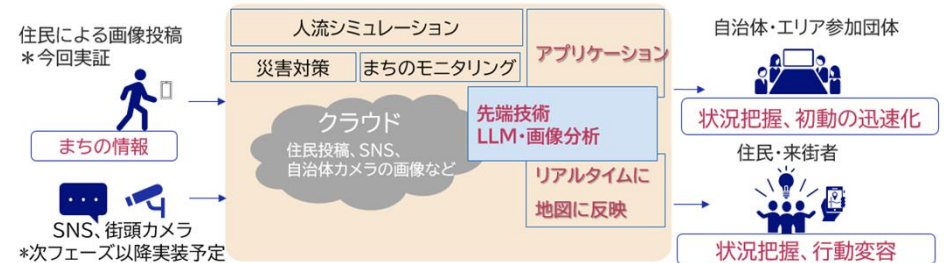 住民による画像投稿
＊今回実証
まちの情報
SNS、街頭カメラ
*次フェーズ以降実装予定
人流シミュレーション
災害対策
まちのモニタリング
クラウド
住民投稿、SNS、
自治体カメラの画像など
アプリケーション
先端技術
LLM・画像分析
リアルタイムに
地図に反映
自治体・エリア参加団体
状況把握、初動の迅速化
住民・来街者
状況把握、行動変容